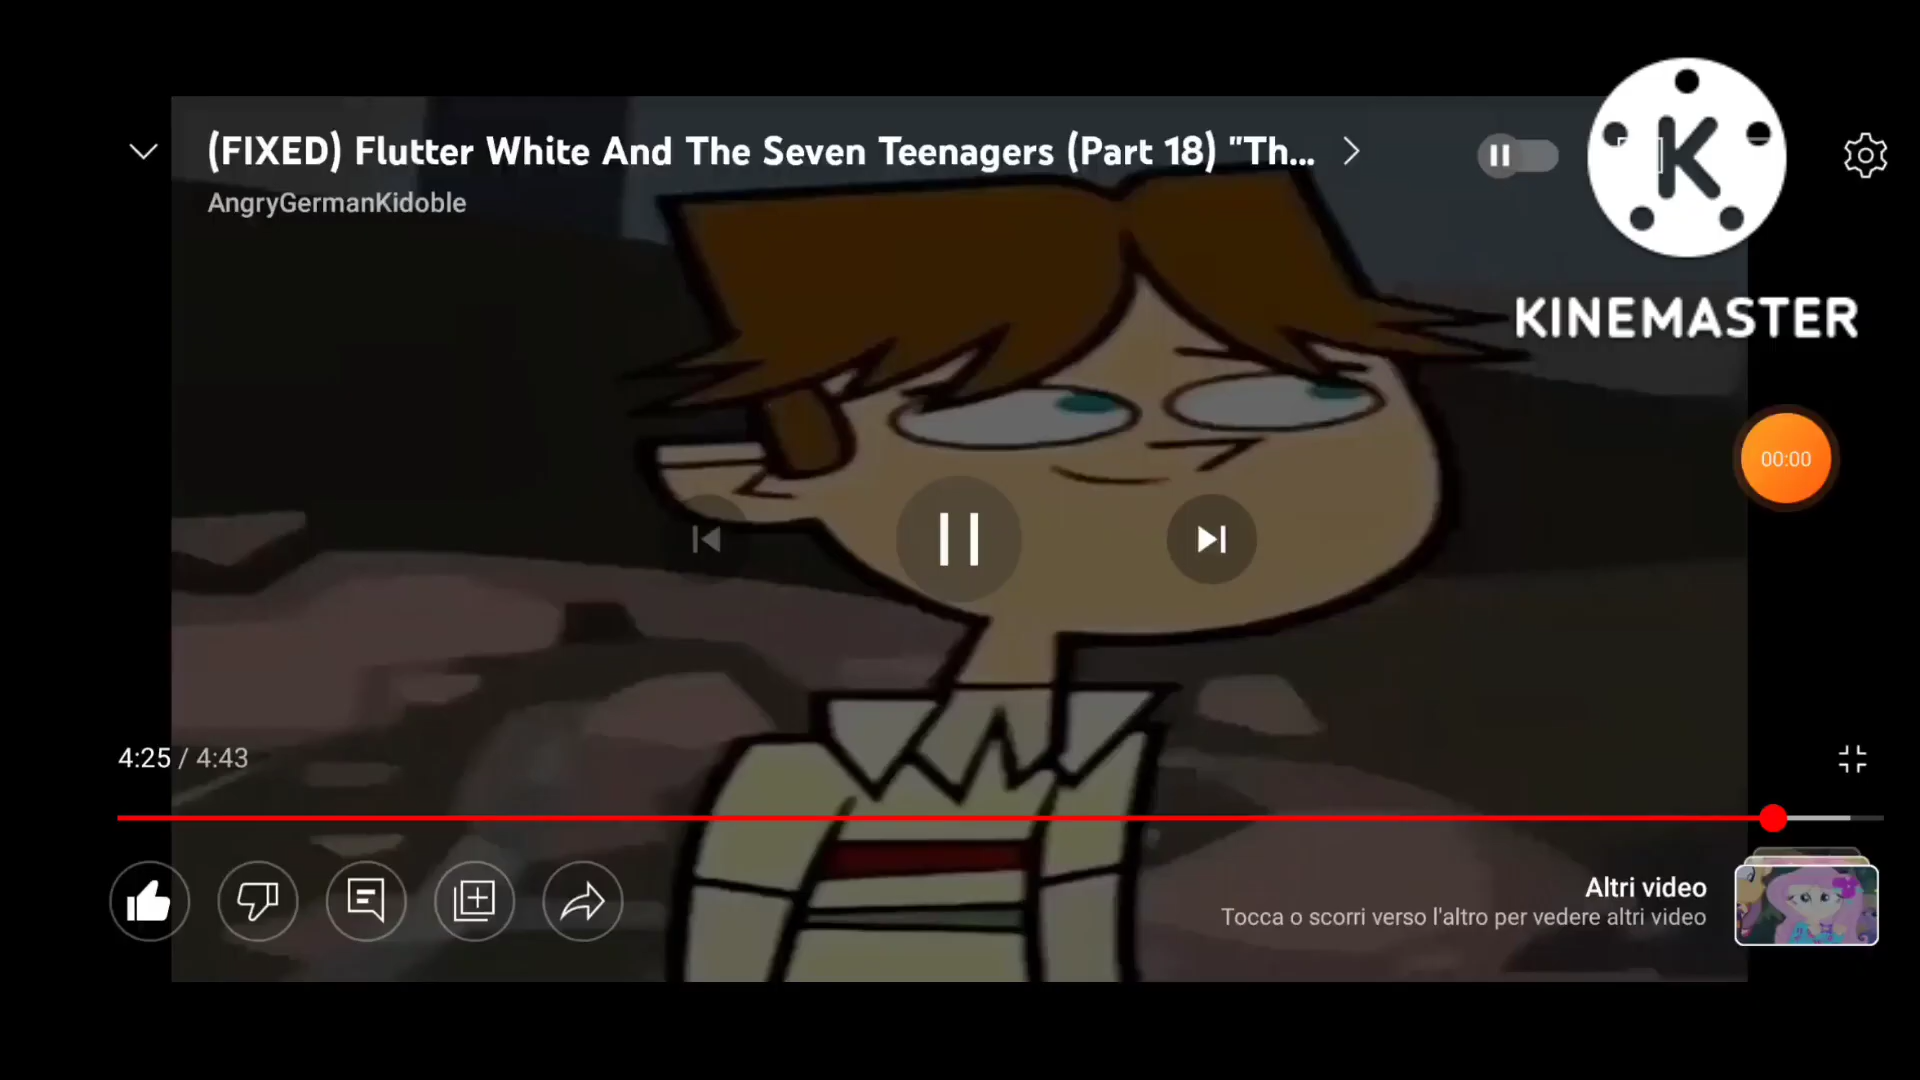 (FIXED) Flutter White And The Seven Teenagers (Part 18) "Th...
AngryGermanKidoble
K
KINEMASTER
00:00
4:25 / 4:43
Altri video
Tocca o scorri verso l'altro per vedere altri video